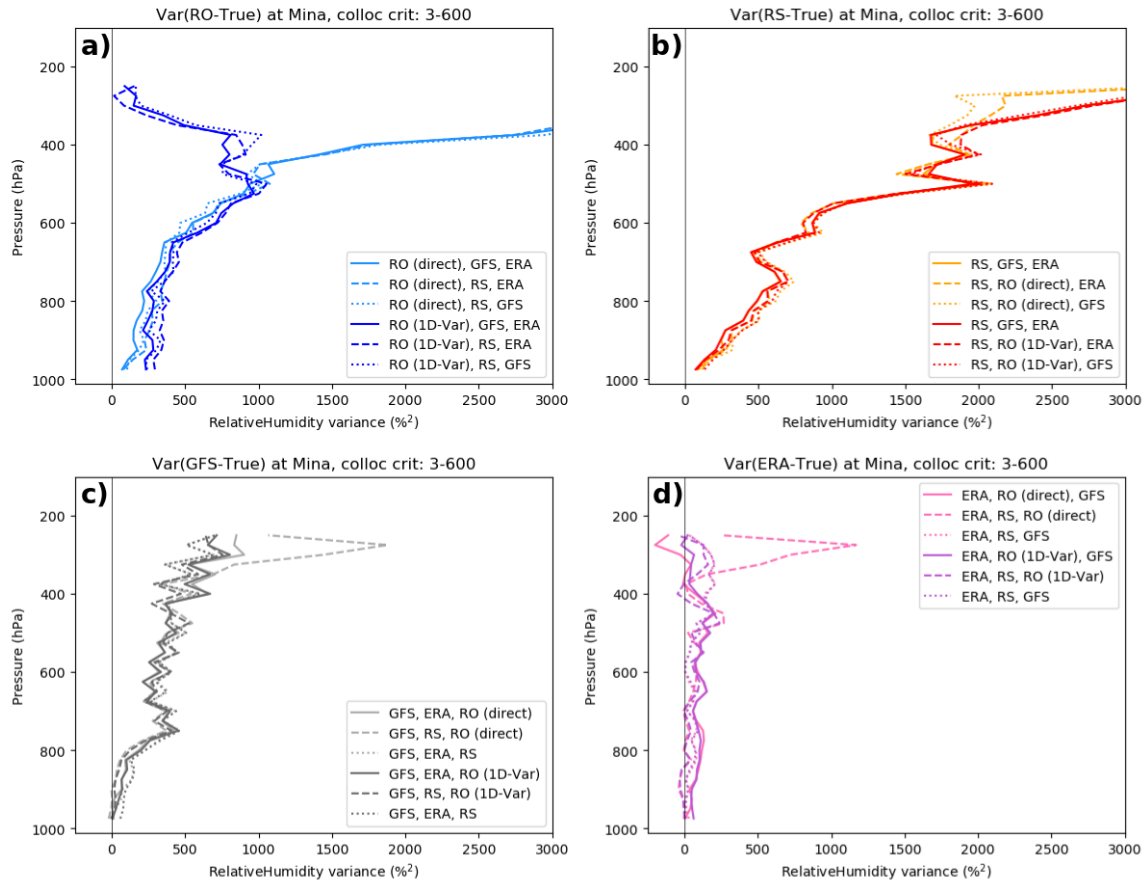 Var(RO-True) at Mina, colloc crit: 3-600
a)
200
400
600
800
1000
Pressure (hPa)
RO (direct), GFS, ERA
RO (direct), RS, ERA
RO (direct), RS, GFS
RO (1D-Var), GFS, ERA
RO (1D-Var), RS, ERA
RO (1D-Var), RS, GFS
0 500 1000 1500 2000 2500 3000
RelativeHumidity variance (%²)
Var(RS-True) at Mina, colloc crit: 3-600
b)
200
400
600
800
1000
Pressure (hPa)
RS, GFS, ERA
RS, RO (direct), ERA
RS, RO (direct), GFS
RS, GFS, ERA
RS, RO (1D-Var), ERA
RS, RO (1D-Var), GFS
0 500 1000 1500 2000 2500 3000
RelativeHumidity variance (%²)
Var(GFS-True) at Mina, colloc crit: 3-600
c)
200
400
600
800
1000
Pressure (hPa)
GFS, ERA, RO (direct)
GFS, RS, RO (direct)
GFS, ERA, RS
GFS, ERA, RO (1D-Var)
GFS, RS, RO (1D-Var)
GFS, ERA, RS
0 500 1000 1500 2000 2500 3000
RelativeHumidity variance (%²)
Var(ERA-True) at Mina, colloc crit: 3-600
d)
200
400
600
800
1000
Pressure (hPa)
ERA, RO (direct), GFS
ERA, RS, RO (direct)
ERA, RS, GFS
ERA, RO (1D-Var), GFS
ERA, RS, RO (1D-Var)
ERA, RS, GFS
0 500 1000 1500 2000 2500 3000
RelativeHumidity variance (%²)